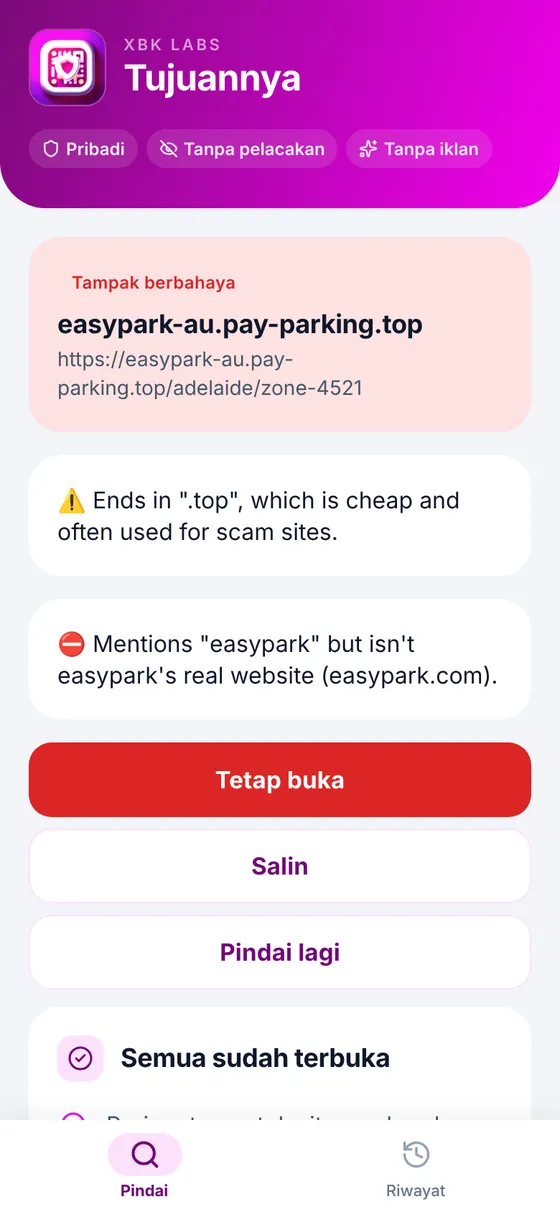 XBK LABS
Tujuannya
Pribadi
Tanpa pelacakan
Tanpa iklan
Tampak berbahaya
easypark-au.pay-parking.top
https://easypark-au.pay-
parking.top/adelaide/zone-4521
⚠️ Ends in ".top", which is cheap and
often used for scam sites.
⛔ Mentions "easypark" but isn't
easypark's real website (easypark.com).
Tetap buka
Salin
Pindai lagi
Semua sudah terbuka
Pindai
Riwayat